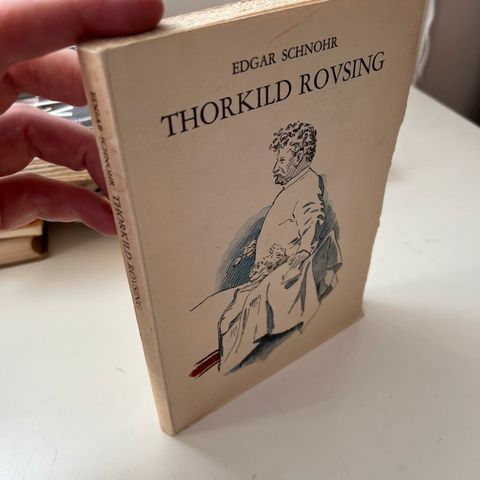 EDGAR SCHNOHR
THORKILD ROVSING
EDGAR SCHNOHR THORKILD ROVSING